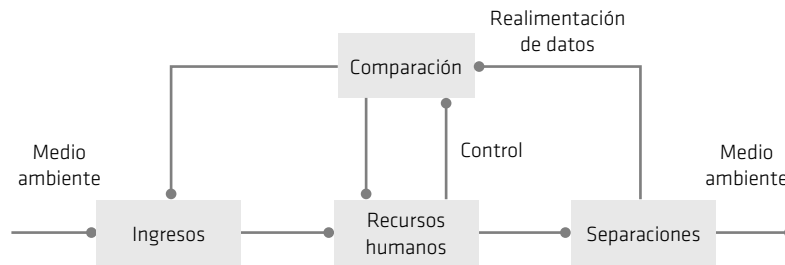 Realimentación
de datos
Comparación
Medio
ambiente
Control
Medio
ambiente
Ingresos
Recursos
humanos
Separaciones